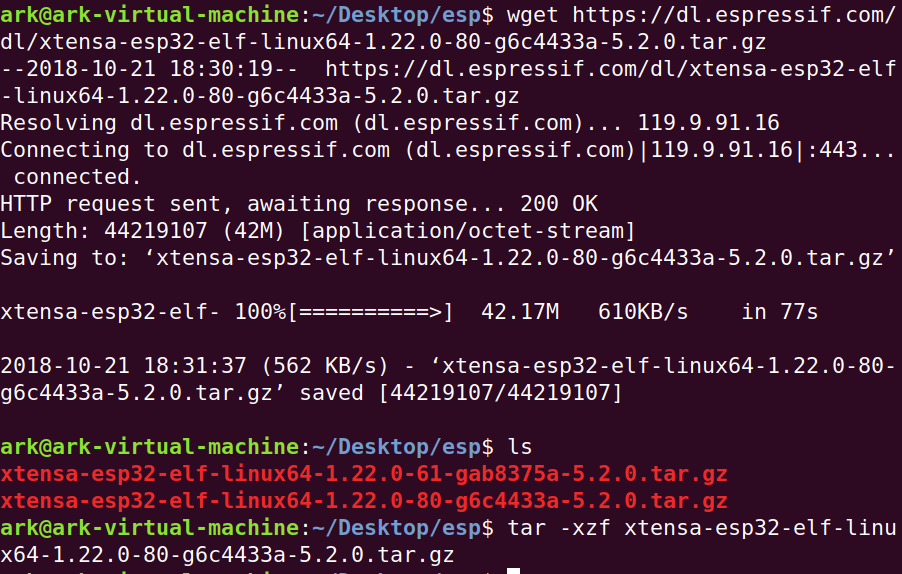 ark@ark-virtual-machine:~/Desktop/esp$ wget https://dl.espressif.com/
dl/xtensa-esp32-elf-linux64-1.22.0-80-g6c4433a-5.2.0.tar.gz
--2018-10-21 18:30:19--  https://dl.espressif.com/dl/xtensa-esp32-elf
-linux64-1.22.0-80-g6c4433a-5.2.0.tar.gz
Resolving dl.espressif.com (dl.espressif.com)... 119.9.91.16
Connecting to dl.espressif.com (dl.espressif.com)|119.9.91.16|:443...
 connected.
HTTP request sent, awaiting response... 200 OK
Length: 44219107 (42M) [application/octet-stream]
Saving to: ‘xtensa-esp32-elf-linux64-1.22.0-80-g6c4433a-5.2.0.tar.gz’
xtensa-esp32-elf- 100%[==========>]  42.17M   610KB/s    in 77s
2018-10-21 18:31:37 (562 KB/s) - ‘xtensa-esp32-elf-linux64-1.22.0-80-
g6c4433a-5.2.0.tar.gz’ saved [44219107/44219107]
ark@ark-virtual-machine:~/Desktop/esp$ ls
xtensa-esp32-elf-linux64-1.22.0-61-gab8375a-5.2.0.tar.gz
xtensa-esp32-elf-linux64-1.22.0-80-g6c4433a-5.2.0.tar.gz
ark@ark-virtual-machine:~/Desktop/esp$ tar -xzf xtensa-esp32-elf-linu
x64-1.22.0-80-g6c4433a-5.2.0.tar.gz